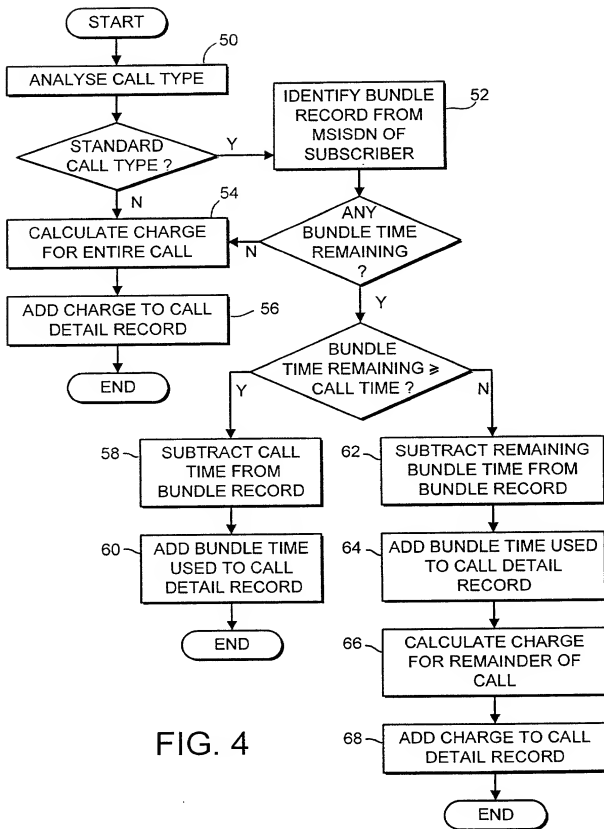 START
50
ANALYSE CALL TYPE
STANDARD
CALL TYPE ?
Y
N
IDENTIFY BUNDLE
RECORD FROM
MSISDN OF
SUBSCRIBER
52
54
CALCULATE CHARGE
FOR ENTIRE CALL
ANY
BUNDLE TIME
REMAINING
?
N
Y
ADD CHARGE TO CALL
DETAIL RECORD
56
END
BUNDLE
TIME REMAINING ⩾
CALL TIME ?
Y
N
58
SUBTRACT CALL
TIME FROM
BUNDLE RECORD
60
ADD BUNDLE TIME
USED TO CALL
DETAIL RECORD
END
62
SUBTRACT REMAINING
BUNDLE TIME FROM
BUNDLE RECORD
64
ADD BUNDLE TIME USED
TO CALL DETAIL
RECORD
66
CALCULATE CHARGE
FOR REMAINDER OF
CALL
68
ADD CHARGE TO CALL
DETAIL RECORD
END
FIG. 4